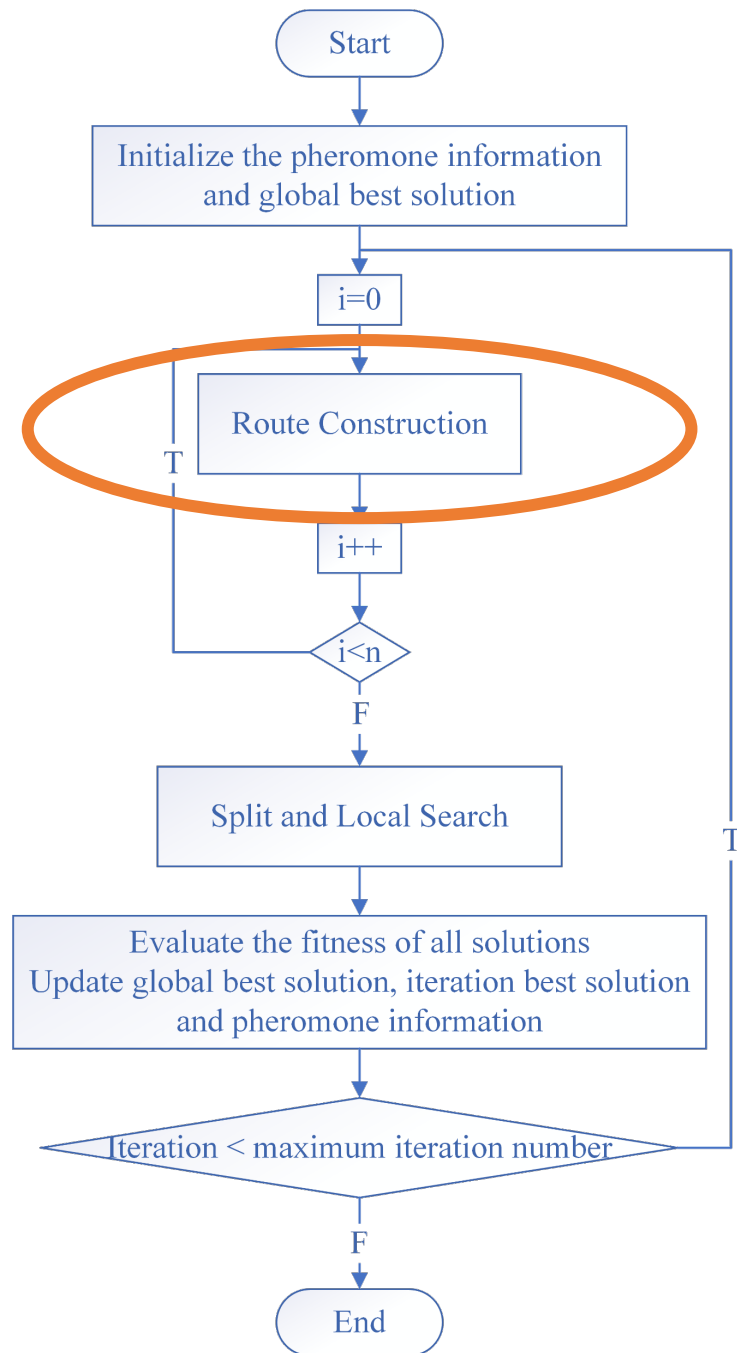 Start
Initialize the pheromone information
and global best solution
i=0
Route Construction
T
i++
i<n
F
Split and Local Search
T
Evaluate the fitness of all solutions
Update global best solution, iteration best solution
and pheromone information
Iteration < maximum iteration number
F
End